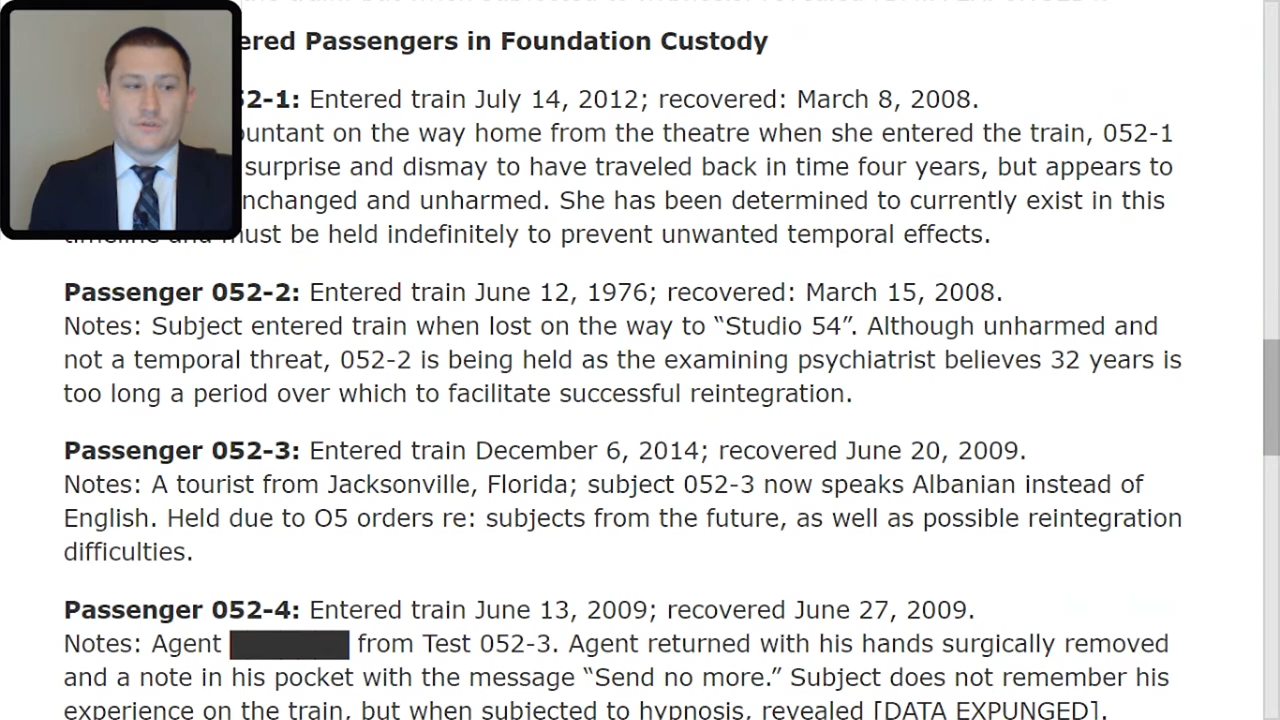 ered Passengers in Foundation Custody
52-1: Entered train July 14, 2012; recovered: March 8, 2008.
ountant on the way home from the theatre when she entered the train, 052-1
surprise and dismay to have traveled back in time four years, but appears to
nchanged and unharmed. She has been determined to currently exist in this
must be held indefinitely to prevent unwanted temporal effects.
Passenger 052-2: Entered train June 12, 1976; recovered: March 15, 2008.
Notes: Subject entered train when lost on the way to “Studio 54”. Although unharmed and
not a temporal threat, 052-2 is being held as the examining psychiatrist believes 32 years is
too long a period over which to facilitate successful reintegration.
Passenger 052-3: Entered train December 6, 2014; recovered June 20, 2009.
Notes: A tourist from Jacksonville, Florida; subject 052-3 now speaks Albanian instead of
English. Held due to O5 orders re: subjects from the future, as well as possible reintegration
difficulties.
Passenger 052-4: Entered train June 13, 2009; recovered June 27, 2009.
Notes: Agent from Test 052-3. Agent returned with his hands surgically removed
and a note in his pocket with the message “Send no more.” Subject does not remember his
experience on the train, but when subjected to hypnosis, revealed [DATA EXPUNGED].